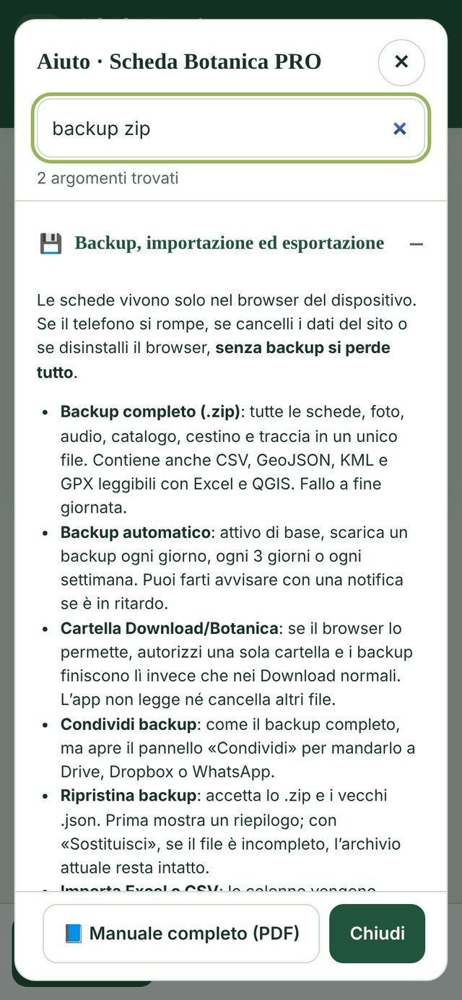 Aiuto · Scheda Botanica PRO
✕
backup zip
✕
2 argomenti trovati
💾 Backup, importazione ed esportazione –
Le schede vivono solo nel browser del dispositivo.
Se il telefono si rompe, se cancelli i dati del sito o
se disinstalli il browser, senza backup si perde
tutto.
• Backup completo (.zip): tutte le schede, foto,
audio, catalogo, cestino e traccia in un unico
file. Contiene anche CSV, GeoJSON, KML e
GPX leggibili con Excel e QGIS. Fallo a fine
giornata.
• Backup automatico: attivo di base, scarica un
backup ogni giorno, ogni 3 giorni o ogni
settimana. Puoi farti avvisare con una notifica
se è in ritardo.
• Cartella Download/Botanica: se il browser lo
permette, autorizzi una sola cartella e i backup
finiscono lì invece che nei Download normali.
L’app non legge né cancella altri file.
• Condividi backup: come il backup completo,
ma apre il pannello «Condividi» per mandarlo a
Drive, Dropbox o WhatsApp.
• Ripristina backup: accetta lo .zip e i vecchi
.json. Prima mostra un riepilogo; con
«Sostituisci», se il file è incompleto, l’archivio
attuale resta intatto.
• Importa Excel o CSV: le colonne vengono
📘 Manuale completo (PDF)
Chiudi